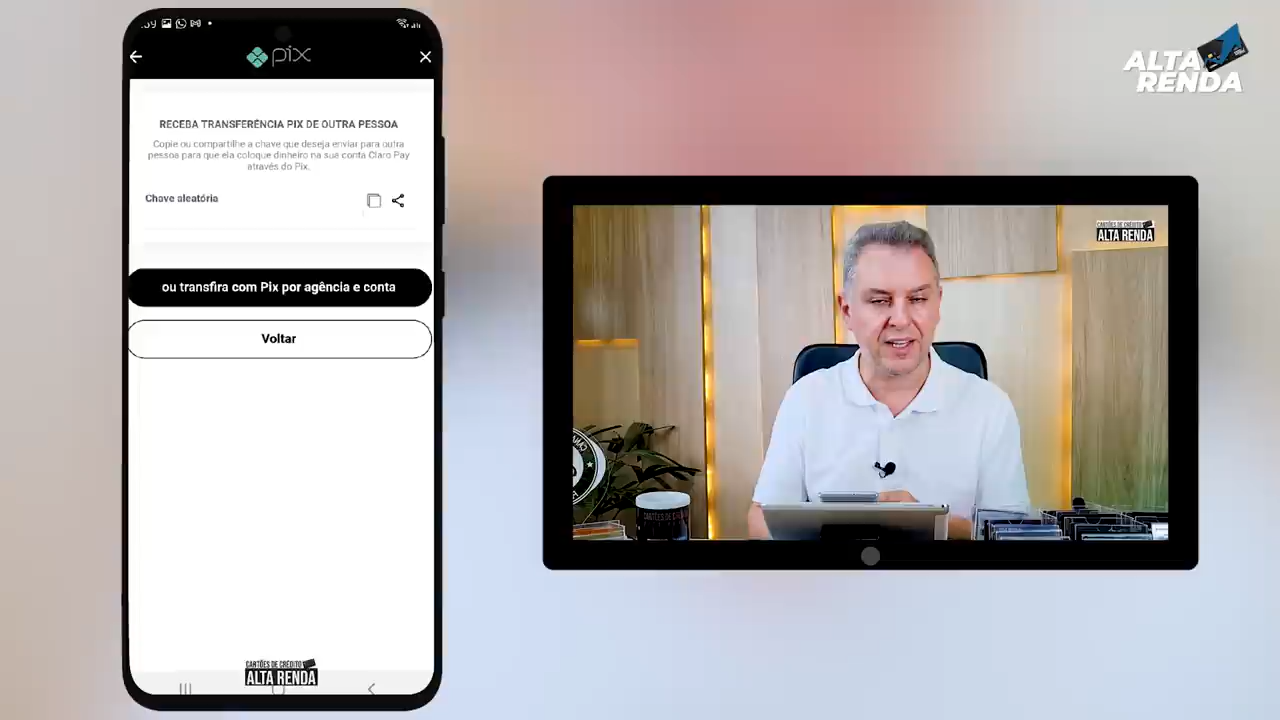 pix
RECEBA TRANSFERÊNCIA PIX DE OUTRA PESSOA
Copie ou compartilhe a chave que deseja enviar para outra
pessoa para que ela coloque dinheiro na sua conta Claro Pay
através do Pix.
Chave aleatória
ou transfira com Pix por agência e conta
Voltar
CARTÕES DE CRÉDITO
ALTA RENDA
ALTA
RENDA
CARTÕES DE CRÉDITO
ALTA RENDA